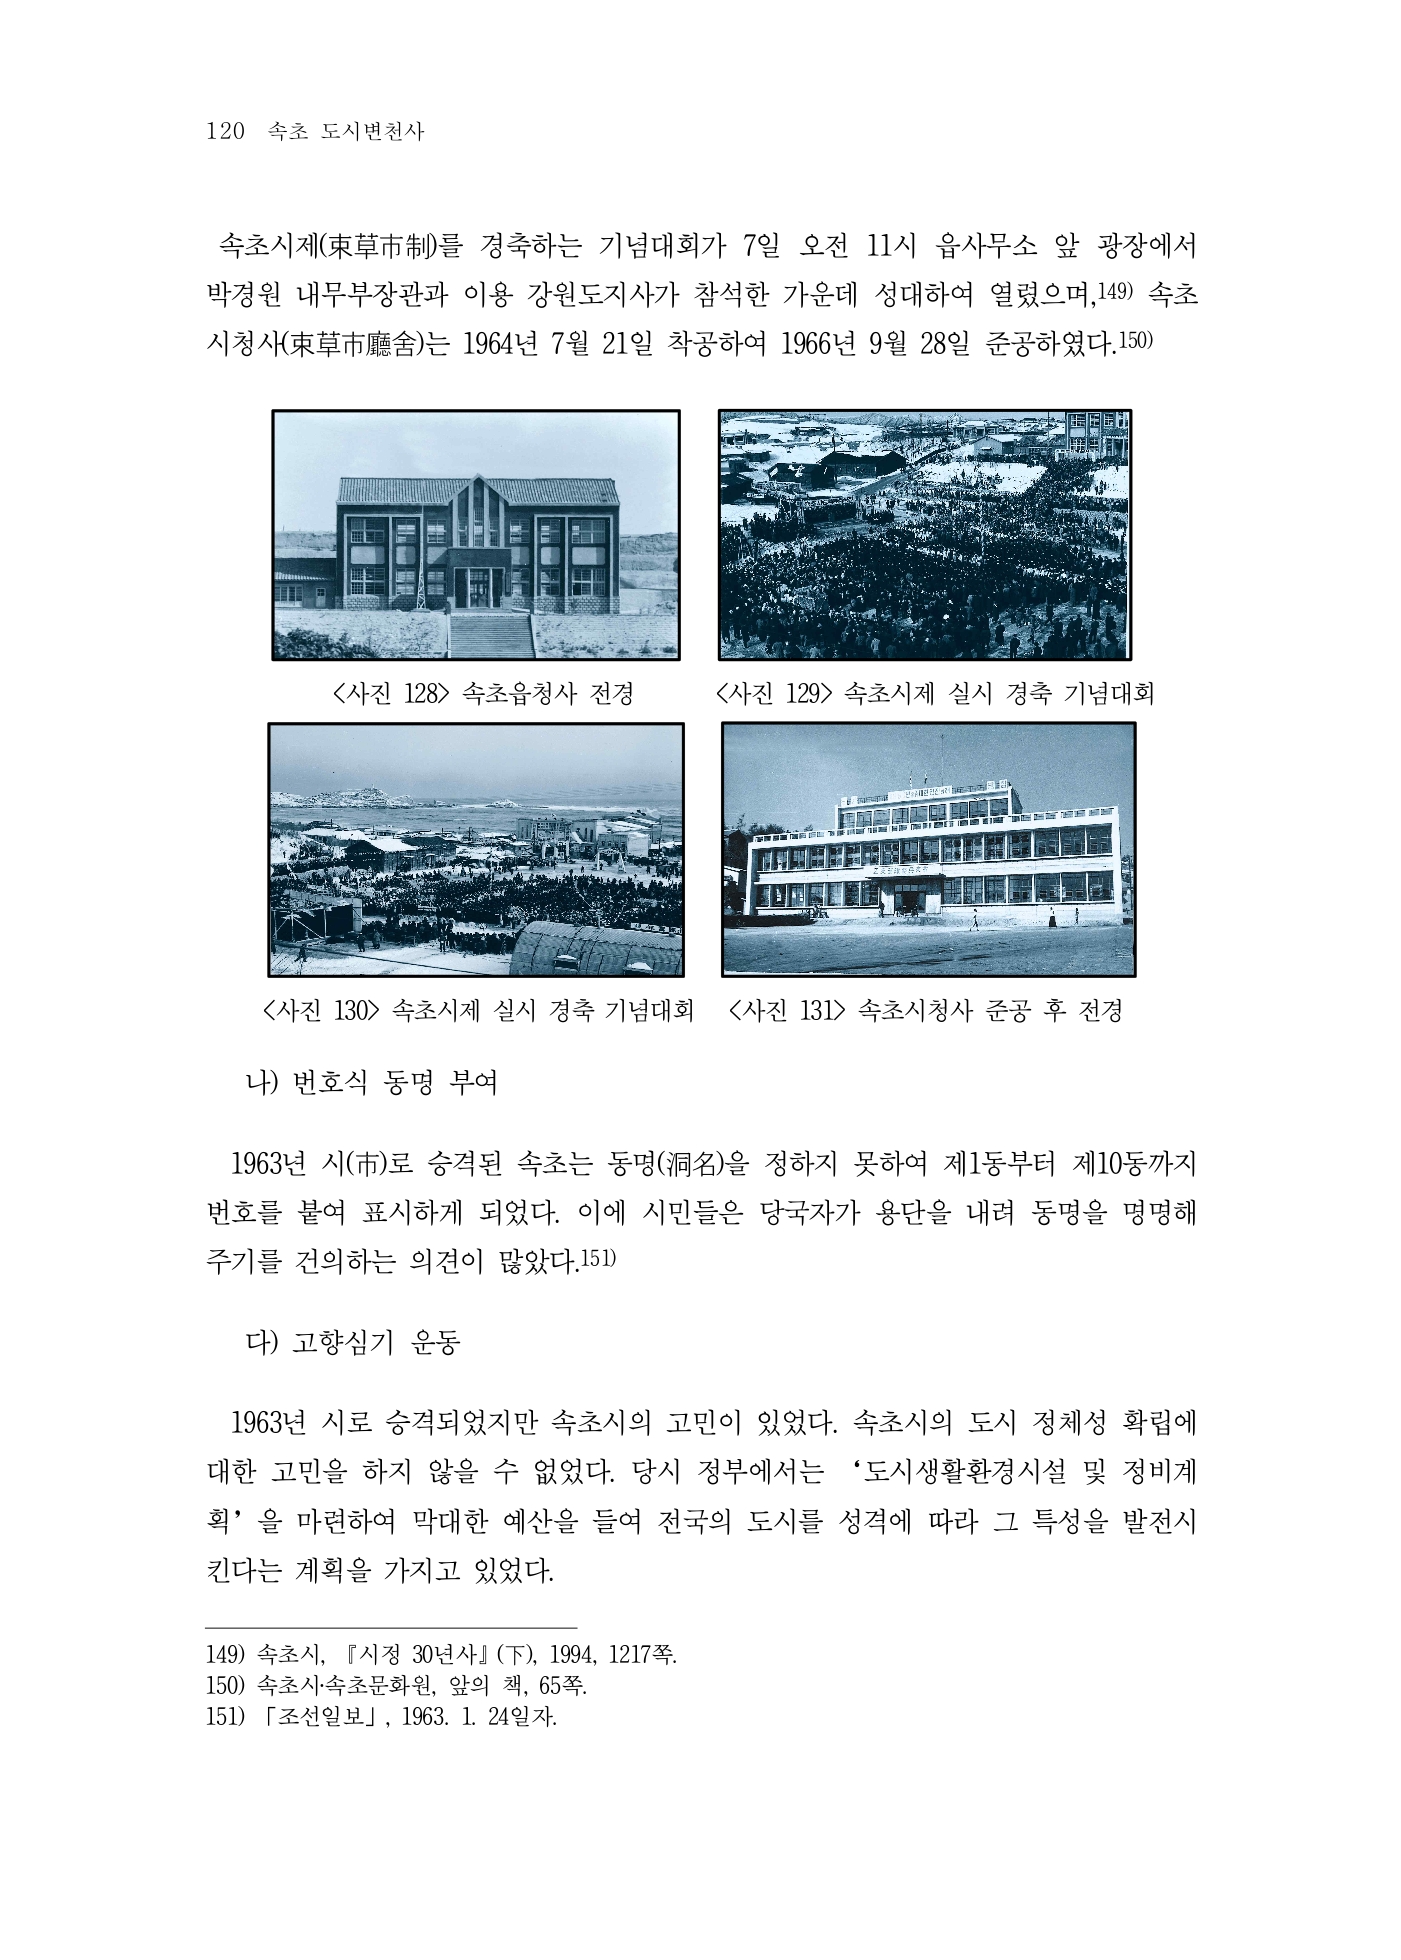 120 속초 도시변천사
속초시제(束草市制)를 경축하는 기념대회가 7일 오전 11시 읍사무소 앞 광장에서
박경원 내무부장관과 이용 강원도지사가 참석한 가운데 성대하여 열렸으며,149) 속초
시청사(束草市廳舍)는 1964년 7월 21일 착공하여 1966년 9월 28일 준공하였다.150)
<사진 128> 속초읍청사 전경
<사진 129> 속초시제 실시 경축 기념대회
<사진 130> 속초시제 실시 경축 기념대회
<사진 131> 속초시청사 준공 후 전경
나) 번호식 동명 부여
1963년 시(市)로 승격된 속초는 동명(洞名)을 정하지 못하여 제1동부터 제10동까지
번호를 붙여 표시하게 되었다. 이에 시민들은 당국자가 용단을 내려 동명을 명명해
주기를 건의하는 의견이 많았다.151)
다) 고향심기 운동
1963년 시로 승격되었지만 속초시의 고민이 있었다. 속초시의 도시 정체성 확립에
대한 고민을 하지 않을 수 없었다. 당시 정부에서는 ‘도시생활환경시설 및 정비계
획’을 마련하여 막대한 예산을 들여 전국의 도시를 성격에 따라 그 특성을 발전시
킨다는 계획을 가지고 있었다.
149) 속초시, 『시정 30년사』(下), 1994, 1217쪽.
150) 속초시·속초문화원, 앞의 책, 65쪽.
151) 「조선일보」, 1963. 1. 24일자.